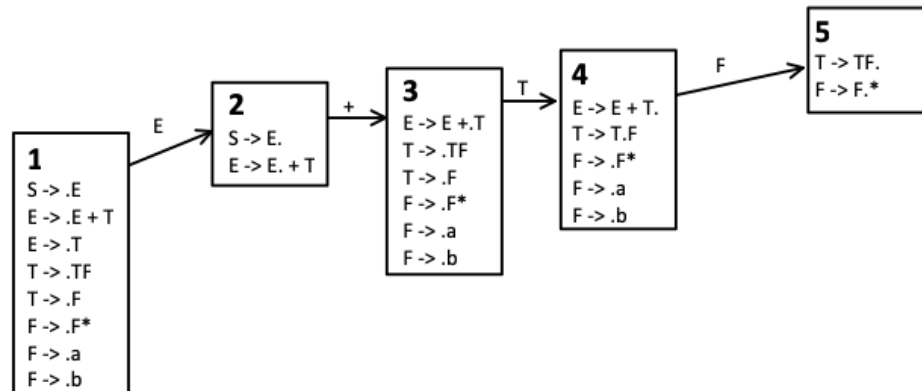 1
S -> .E
E -> .E + T
E -> .T
T -> .TF
T -> .F
F -> .F*
F -> .a
F -> .b
E
2
S -> E.
E -> E. + T
+
3
E -> E +.T
T -> .TF
T -> .F
F -> .F*
F -> .a
F -> .b
T
4
E -> E + T.
T -> T.F
F -> .F*
F -> .a
F -> .b
F
5
T -> TF.
F -> F.*